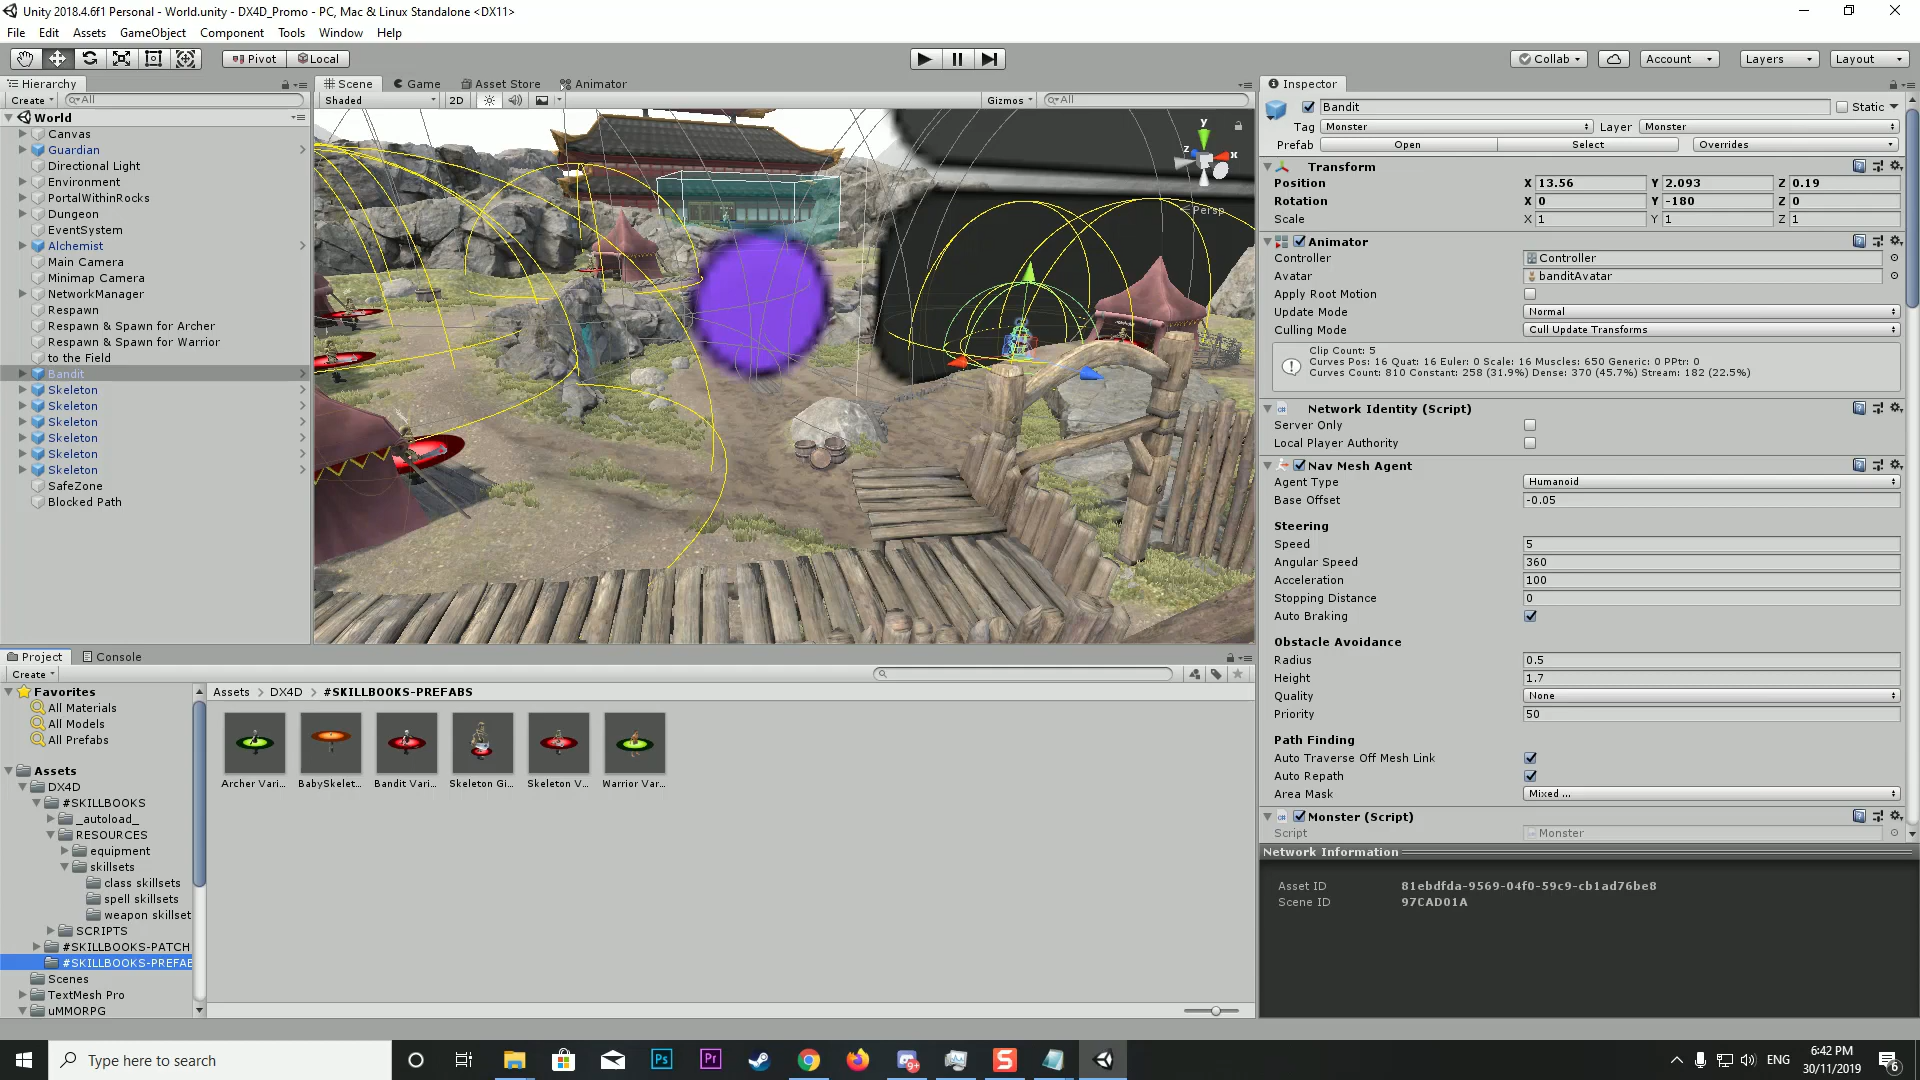 Unity 2018.4.6f1 Personal - World.unity - DX4D_Promo - PC, Mac & Linux Standalone <DX11>
File Edit Assets GameObject Component Tools Window Help
Pivot Local Collab Account Layers Layout
Hierarchy
Create All
World
Canvas
Guardian
Directional Light
Environment
PortalWithinRocks
Dungeon
EventSystem
Alchemist
Main Camera
Minimap Camera
NetworkManager
Respawn
Respawn & Spawn for Archer
Respawn & Spawn for Warrior
to the Field
Bandit
Skeleton
Skeleton
Skeleton
Skeleton
Skeleton
Skeleton
SafeZone
Blocked Path
Scene Game Asset Store Animator
Shaded 2D Gizmos All
y
z x
Persp
Inspector
Bandit Static
Tag Monster Layer Monster
Prefab Open Select Overrides
Transform
Position X 13.56 Y 2.093 Z 0.19
Rotation X 0 Y -180 Z 0
Scale X 1 Y 1 Z 1
Animator
Controller Controller
Avatar banditAvatar
Apply Root Motion
Update Mode Normal
Culling Mode Cull Update Transforms
Clip Count: 5
Curves Pos: 16 Quat: 16 Euler: 0 Scale: 16 Muscles: 650 Generic: 0 PPtr: 0
Curves Count: 810 Constant: 258 (31.9%) Dense: 370 (45.7%) Stream: 182 (22.5%)
Network Identity (Script)
Server Only
Local Player Authority
Nav Mesh Agent
Agent Type Humanoid
Base Offset -0.05
Steering
Speed 5
Angular Speed 360
Acceleration 100
Stopping Distance 0
Auto Braking
Obstacle Avoidance
Radius 0.5
Height 1.7
Quality None
Priority 50
Path Finding
Auto Traverse Off Mesh Link
Auto Repath
Area Mask Mixed ...
Monster (Script)
Script Monster
Network Information
Asset ID 81ebdfda-9569-04f0-59c9-cb1ad76be8
Scene ID 97CAD01A
Project Console
Create
Favorites
All Materials
All Models
All Prefabs
Assets
DX4D
#SKILLBOOKS
_autoload_
RESOURCES
equipment
skillsets
class skillsets
spell skillsets
weapon skillset
SCRIPTS
#SKILLBOOKS-PATCH
#SKILLBOOKS-PREFAB
Scenes
TextMesh Pro
uMMORPG
Assets > DX4D > #SKILLBOOKS-PREFABS
Archer Vari... BabySkelet... Bandit Vari... Skeleton Gi... Skeleton V... Warrior Var...
Type here to search
Ps Pr 9+ S
ENG
6:42 PM
30/11/2019
6